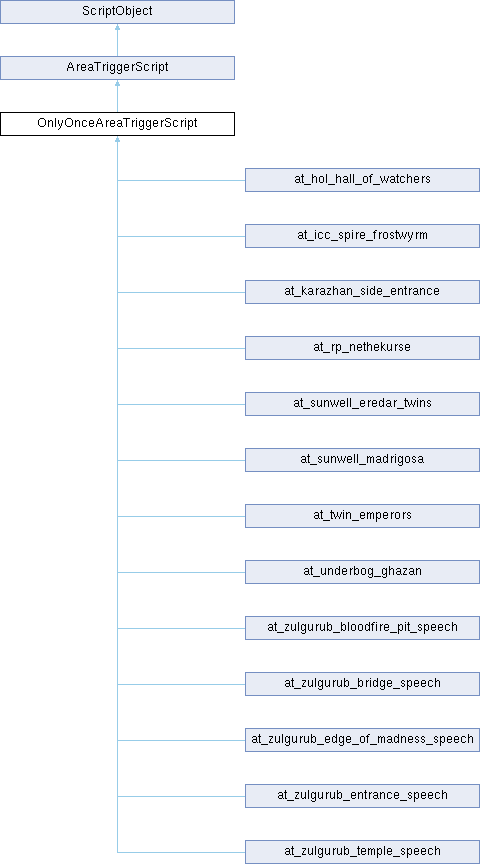 ScriptObject
AreaTriggerScript
OnlyOnceAreaTriggerScript
at_hol_hall_of_watchers
at_icc_spire_frostwyrm
at_karazhan_side_entrance
at_rp_nethekurse
at_sunwell_eredar_twins
at_sunwell_madrigosa
at_twin_emperors
at_underbog_ghazan
at_zulgurub_bloodfire_pit_speech
at_zulgurub_bridge_speech
at_zulgurub_edge_of_madness_speech
at_zulgurub_entrance_speech
at_zulgurub_temple_speech